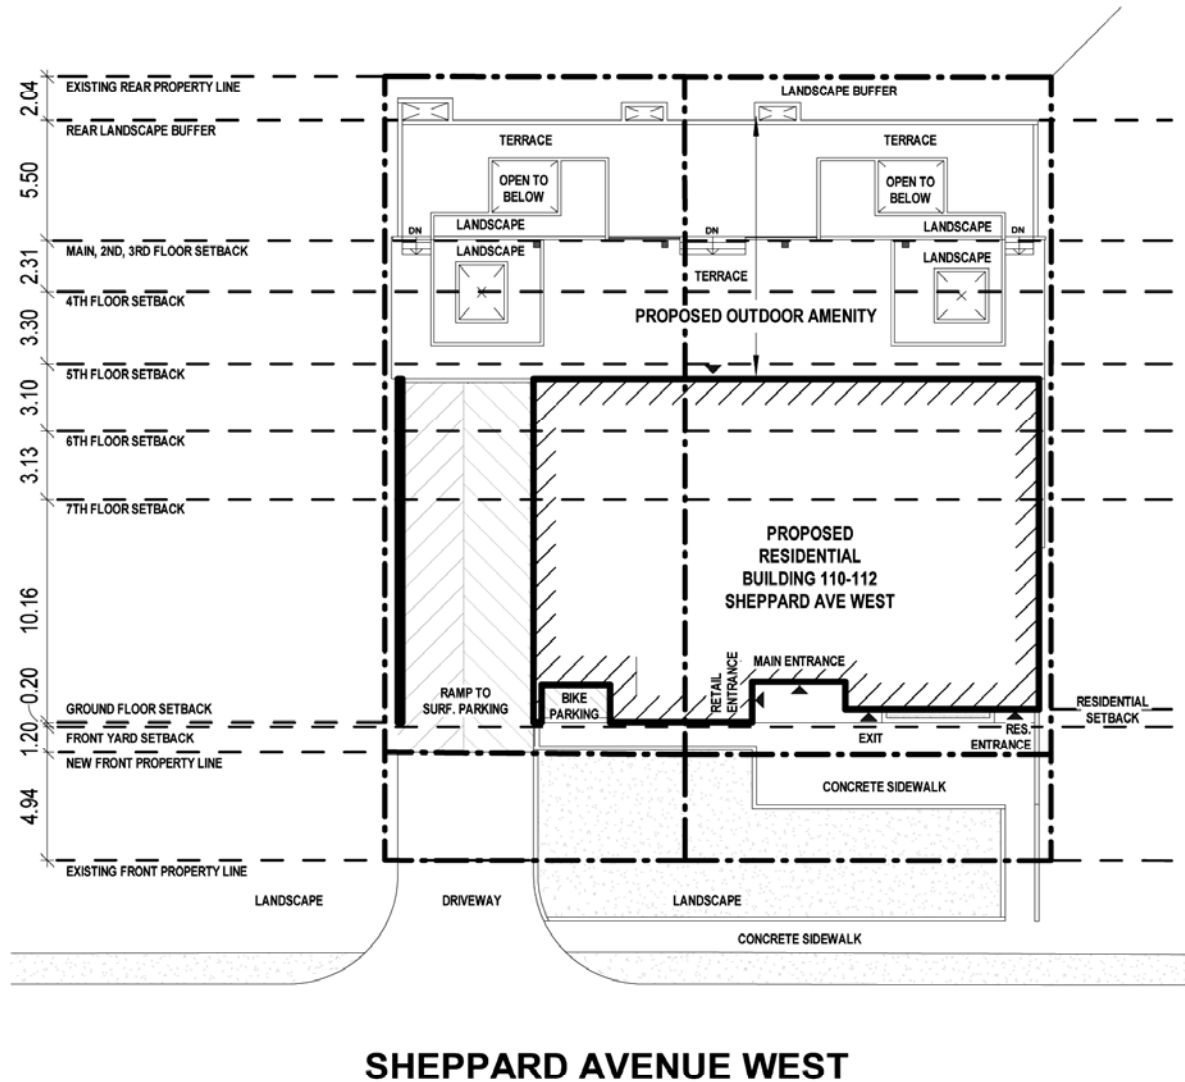 2.04
EXISTING REAR PROPERTY LINE
LANDSCAPE BUFFER
REAR LANDSCAPE BUFFER
5.50
TERRACE
TERRACE
OPEN TO
BELOW
OPEN TO
BELOW
LANDSCAPE
LANDSCAPE
DN
DN
DN
MAIN, 2ND, 3RD FLOOR SETBACK
LANDSCAPE
LANDSCAPE
2.31
TERRACE
4TH FLOOR SETBACK
3.30
PROPOSED OUTDOOR AMENITY
5TH FLOOR SETBACK
3.10
6TH FLOOR SETBACK
3.13
7TH FLOOR SETBACK
PROPOSED
RESIDENTIAL
BUILDING 110-112
SHEPPARD AVE WEST
10.16
RETAIL
ENTRANCE
MAIN ENTRANCE
0.20
RAMP TO
SURF. PARKING
BIKE
PARKING
RESIDENTIAL
SETBACK
GROUND FLOOR SETBACK
1.20
FRONT YARD SETBACK
EXIT
RES.
ENTRANCE
NEW FRONT PROPERTY LINE
4.94
CONCRETE SIDEWALK
EXISTING FRONT PROPERTY LINE
LANDSCAPE
DRIVEWAY
LANDSCAPE
CONCRETE SIDEWALK
SHEPPARD AVENUE WEST